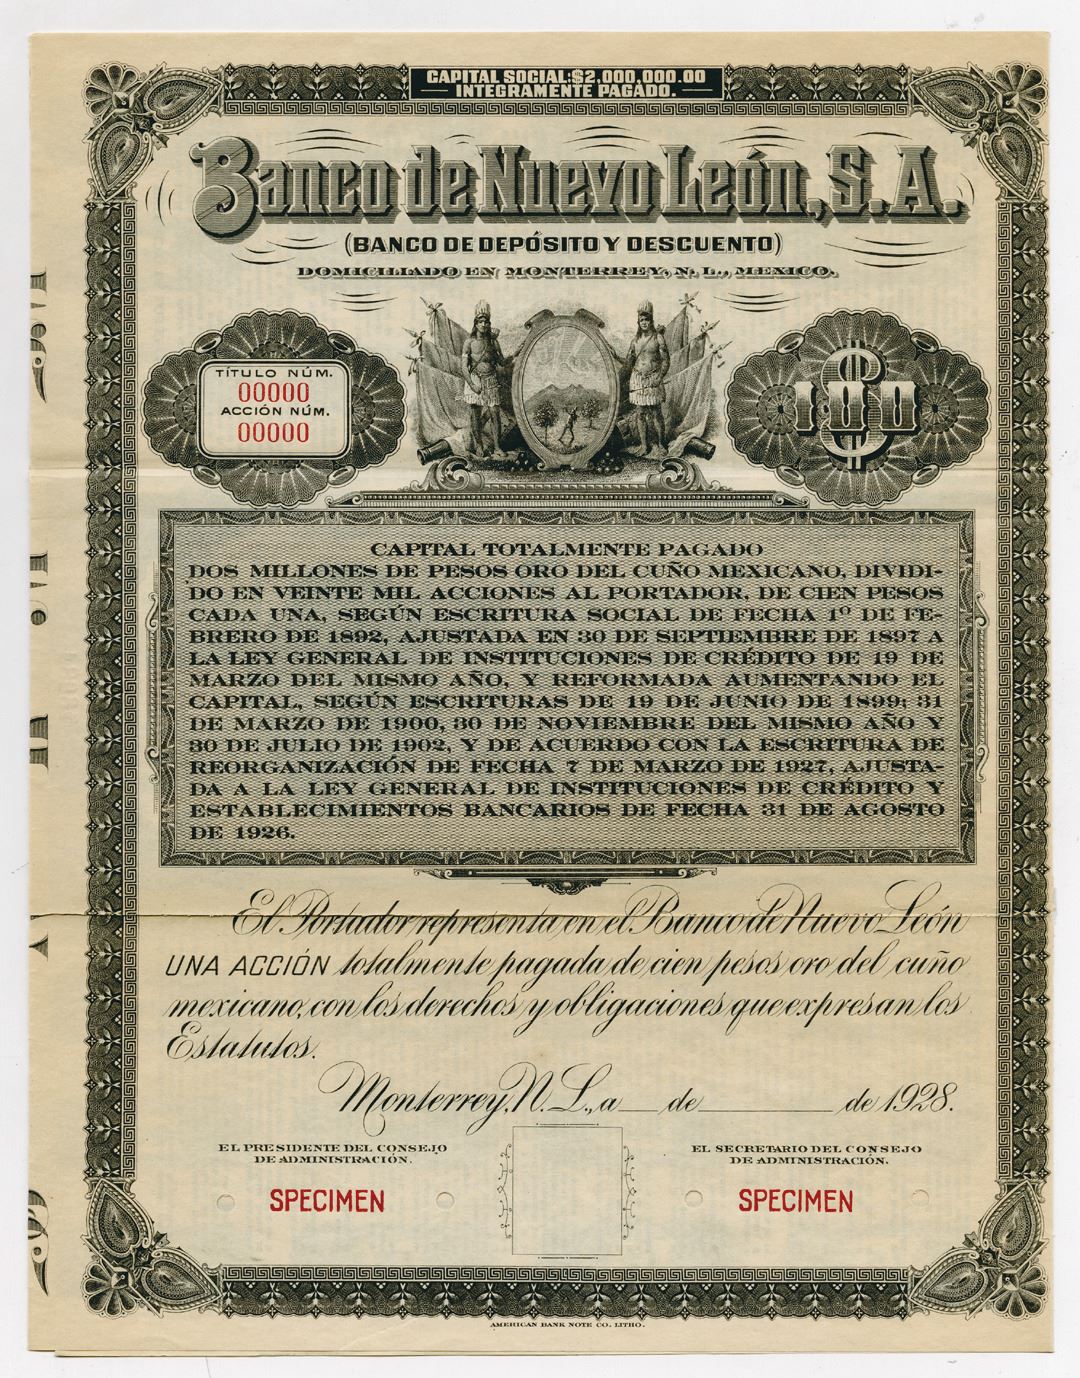 CAPITAL SOCIAL:$2,000,000.00
INTEGRAMENTE PAGADO.
Banco de Nuevo León, S.A.
(BANCO DE DEPÓSITO Y DESCUENTO)
DOMICILIADO EN MONTERREY, N. L., MEXICO.
TÍTULO NÚM.
00000
ACCIÓN NÚM.
00000
$100
CAPITAL TOTALMENTE PAGADO
DOS MILLONES DE PESOS ORO DEL CUÑO MEXICANO, DIVIDI-
DO EN VEINTE MIL ACCIONES AL PORTADOR, DE CIEN PESOS
CADA UNA, SEGÚN ESCRITURA SOCIAL DE FECHA 1º DE FE-
BRERO DE 1892, AJUSTADA EN 30 DE SEPTIEMBRE DE 1897 A
LA LEY GENERAL DE INSTITUCIONES DE CRÉDITO DE 19 DE
MARZO DEL MISMO AÑO, Y REFORMADA AUMENTANDO EL
CAPITAL, SEGÚN ESCRITURAS DE 19 DE JUNIO DE 1899; 31
DE MARZO DE 1900, 30 DE NOVIEMBRE DEL MISMO AÑO Y
30 DE JULIO DE 1902, Y DE ACUERDO CON LA ESCRITURA DE
REORGANIZACIÓN DE FECHA 7 DE MARZO DE 1927, AJUSTA-
DA A LA LEY GENERAL DE INSTITUCIONES DE CRÉDITO Y
ESTABLECIMIENTOS BANCARIOS DE FECHA 31 DE AGOSTO
DE 1926.
El Portador representa en el Banco de Nuevo León
UNA ACCIÓN totalmente pagada de cien pesos oro del cuño
mexicano, con los derechos y obligaciones que expresan los
Estatutos.
Monterrey, N. L., a __ de ________ de 1928.
EL PRESIDENTE DEL CONSEJO
DE ADMINISTRACIÓN.
SPECIMEN
EL SECRETARIO DEL CONSEJO
DE ADMINISTRACIÓN.
SPECIMEN
AMERICAN BANK NOTE CO. LITHO.